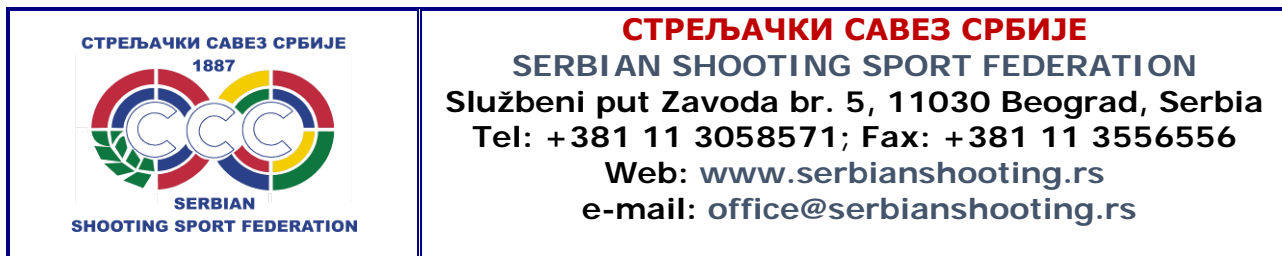 СТРЕЉАЧКИ САВЕЗ СРБИЈЕ
1887
ССС
SERBIAN
SHOOTING SPORT FEDERATION
СТРЕЉАЧКИ САВЕЗ СРБИЈЕ
SERBIAN SHOOTING SPORT FEDERATION
Službeni put Zavoda br. 5, 11030 Beograd, Serbia
Tel: +381 11 3058571; Fax: +381 11 3556556
Web: www.serbianshooting.rs
e-mail: office@serbianshooting.rs